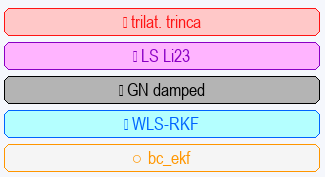 ▯ trilat. trinca
▯ LS Li23
▯ GN damped
▯ WLS-RKF
○ bc_ekf